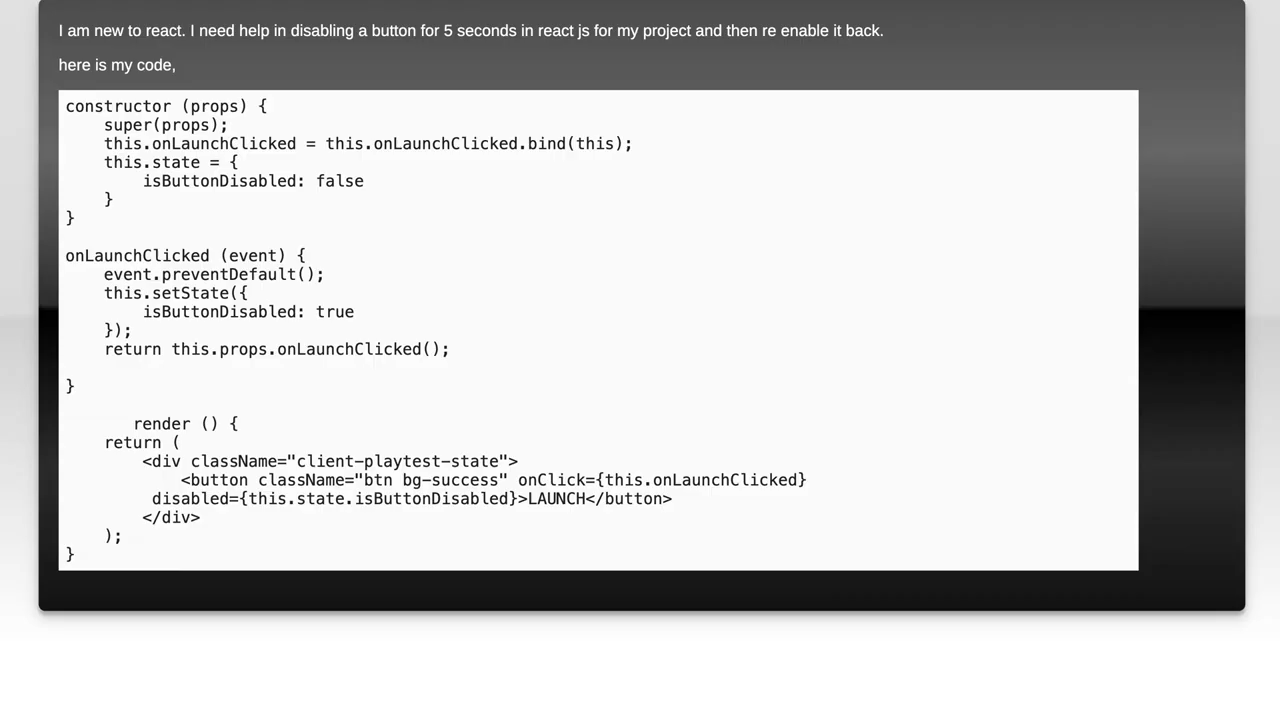 I am new to react. I need help in disabling a button for 5 seconds in react js for my project and then re enable it back.
here is my code,
constructor (props) {
    super(props);
    this.onLaunchClicked = this.onLaunchClicked.bind(this);
    this.state = {
        isButtonDisabled: false
    }
}
onLaunchClicked (event) {
    event.preventDefault();
    this.setState({
        isButtonDisabled: true
    });
    return this.props.onLaunchClicked();
}
       render () {
    return (
        <div className="client-playtest-state">
            <button className="btn bg-success" onClick={this.onLaunchClicked}
         disabled={this.state.isButtonDisabled}>LAUNCH</button>
        </div>
    );
}